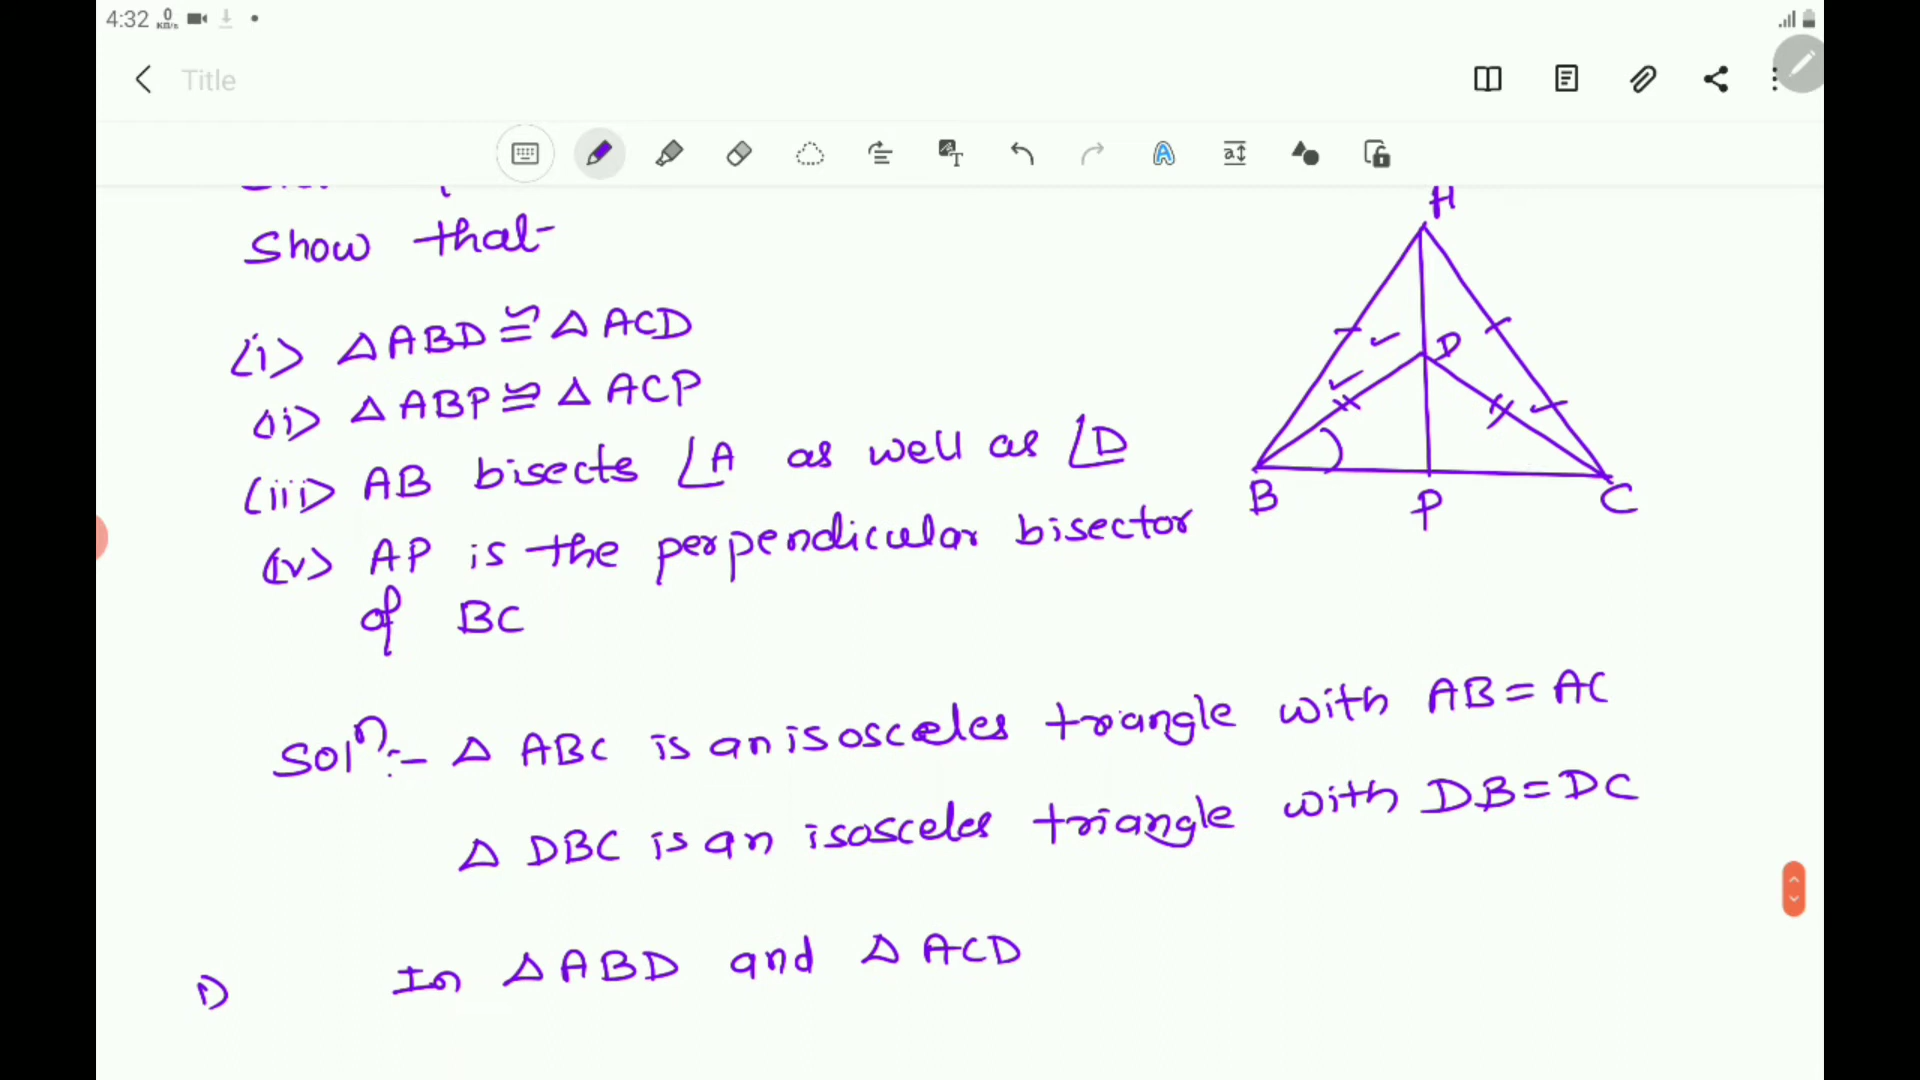 4:32 0 KB/s
Title
Show that-
(i) △ABD ≅ △ACD
(ii) △ABP ≅ △ACP
(iii) AB bisects ∠A as well as ∠D
(iv) AP is the perpendicular bisector
of BC
A
D
B
P
C
Solⁿ:- △ ABC is an isosceles triangle with AB = AC
△ DBC is an isosceles triangle with DB = DC
i) In △ABD and △ACD